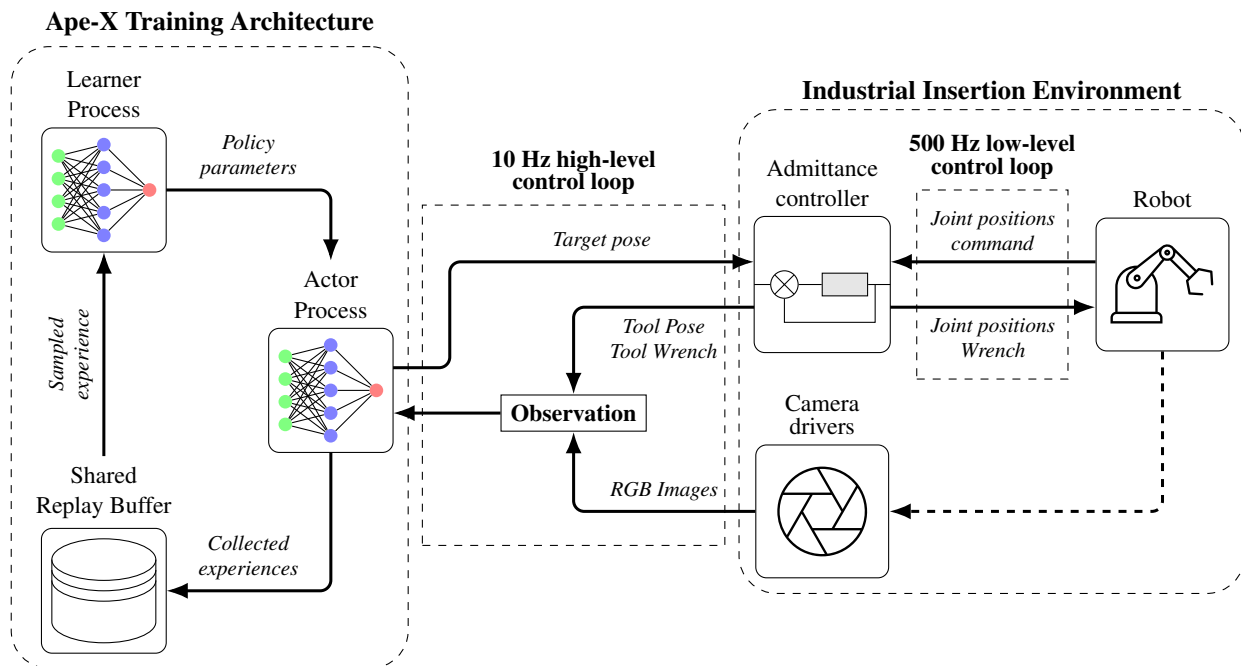 Ape-X Training Architecture
Learner
Process
Policy
parameters
Actor
Process
Sampled
experience
Shared
Replay Buffer
Collected
experiences
10 Hz high-level
control loop
Target pose
Tool Pose
Tool Wrench
Observation
RGB Images
Industrial Insertion Environment
Admittance
controller
500 Hz low-level
control loop
Joint positions
command
Joint positions
Wrench
Robot
Camera
drivers